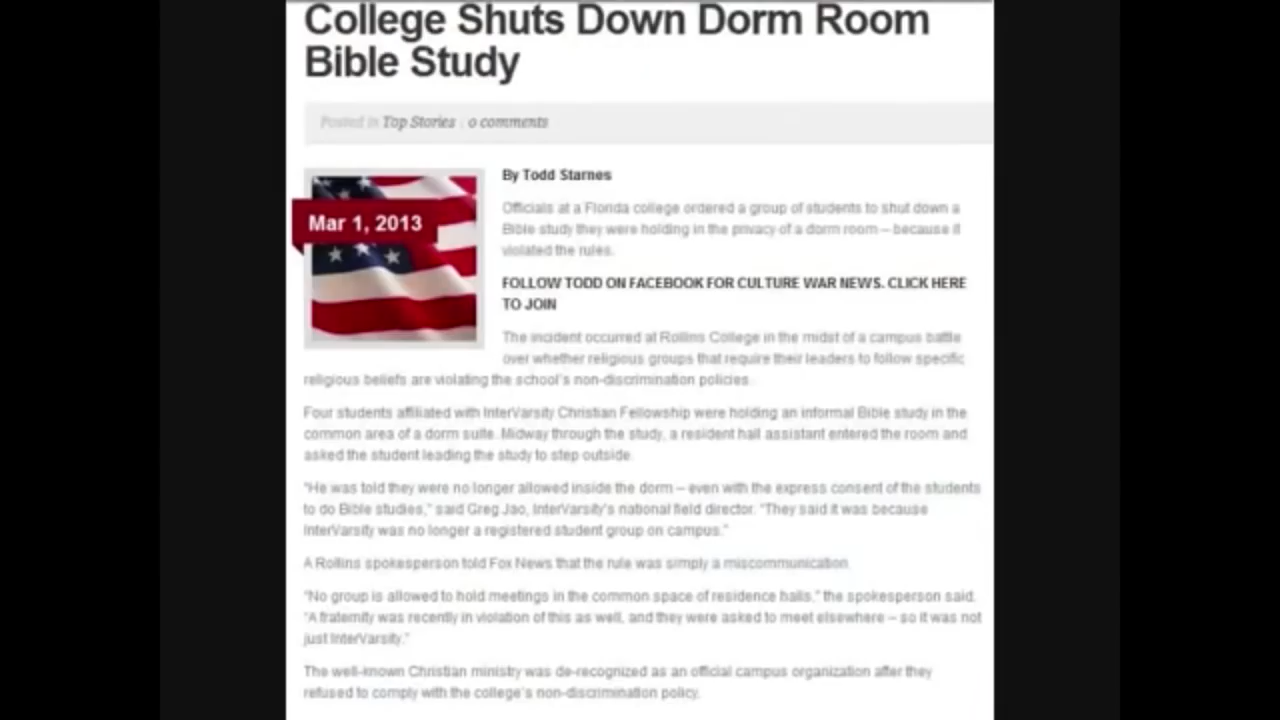 College Shuts Down Dorm Room
Bible Study
Posted in Top Stories | 0 comments
Mar 1, 2013
By Todd Starnes
Officials at a Florida college ordered a group of students to shut down a
Bible study they were holding in the privacy of a dorm room – because it
violated the rules.
FOLLOW TODD ON FACEBOOK FOR CULTURE WAR NEWS. CLICK HERE
TO JOIN
The incident occurred at Rollins College in the midst of a campus battle
over whether religious groups that require their leaders to follow specific
religious beliefs are violating the school's non-discrimination policies.
Four students affiliated with InterVarsity Christian Fellowship were holding an informal Bible study in the
common area of a dorm suite. Midway through the study, a resident hall assistant entered the room and
asked the student leading the study to step outside.
"He was told they were no longer allowed inside the dorm – even with the express consent of the students
to do Bible studies," said Greg Jao, InterVarsity's national field director. "They said it was because
InterVarsity was no longer a registered student group on campus."
A Rollins spokesperson told Fox News that the rule was simply a miscommunication.
"No group is allowed to hold meetings in the common space of residence halls," the spokesperson said.
"A fraternity was recently in violation of this as well, and they were asked to meet elsewhere – so it was not
just InterVarsity."
The well-known Christian ministry was de-recognized as an official campus organization after they
refused to comply with the college's non-discrimination policy.